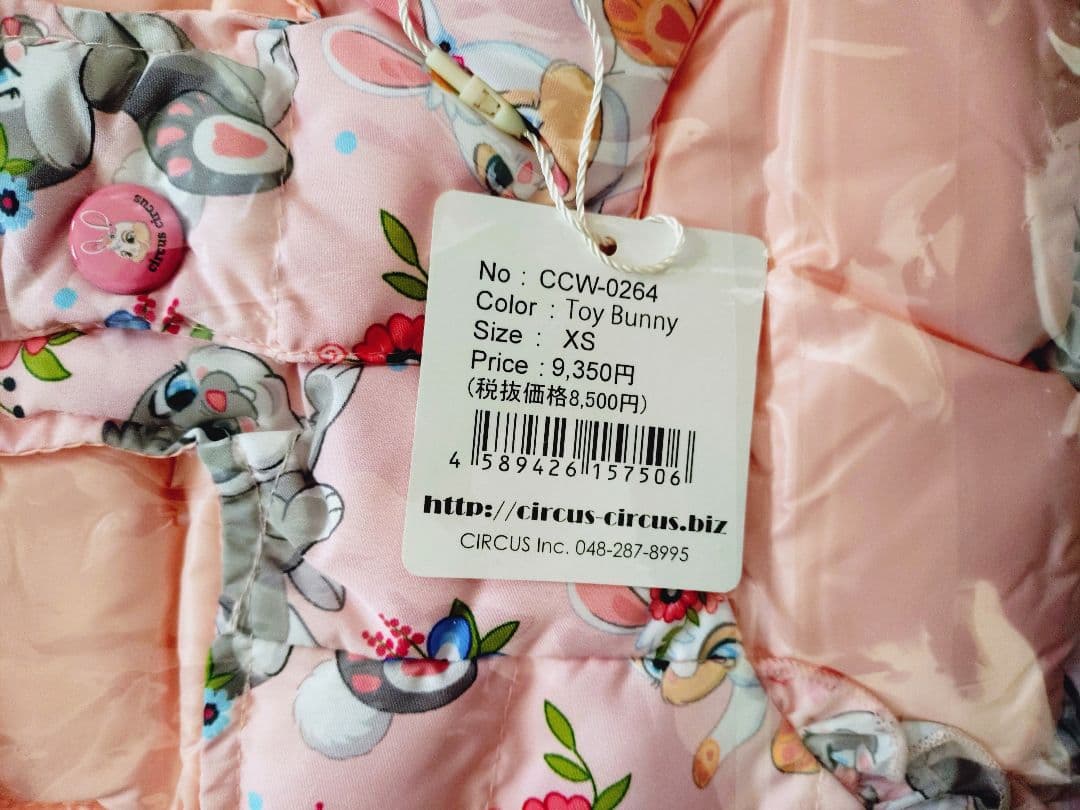 circus circus
No : CCW-0264
Color : Toy Bunny
Size : XS
Price : 9,350円
(税抜価格8,500円)
4 589426 157506
http://circus-circus.biz
CIRCUS Inc. 048-287-8995